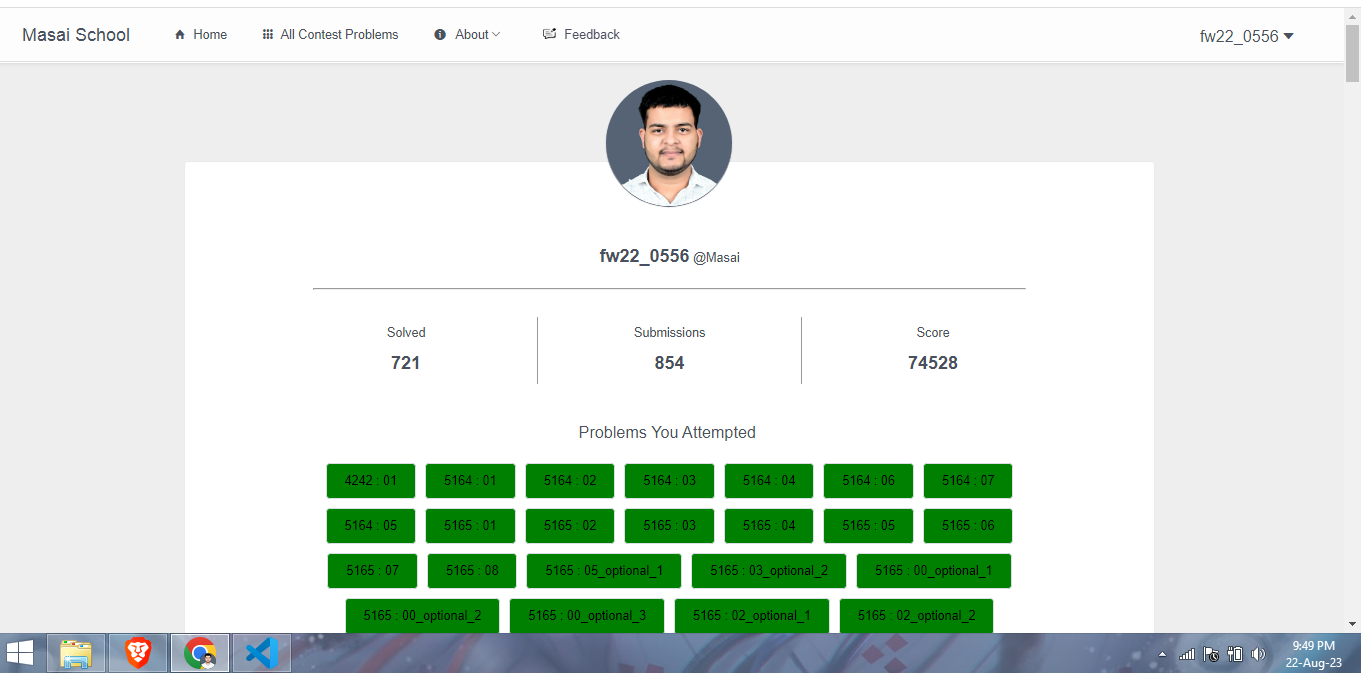 Masai School Home All Contest Problems About Feedback fw22_0556
fw22_0556 @Masai
Solved Submissions Score
721 854 74528
Problems You Attempted
4242 : 01 5164 : 01 5164 : 02 5164 : 03 5164 : 04 5164 : 06 5164 : 07
5164 : 05 5165 : 01 5165 : 02 5165 : 03 5165 : 04 5165 : 05 5165 : 06
5165 : 07 5165 : 08 5165 : 05_optional_1 5165 : 03_optional_2 5165 : 00_optional_1
5165 : 00_optional_2 5165 : 00_optional_3 5165 : 02_optional_1 5165 : 02_optional_2
9:49 PM
22-Aug-23